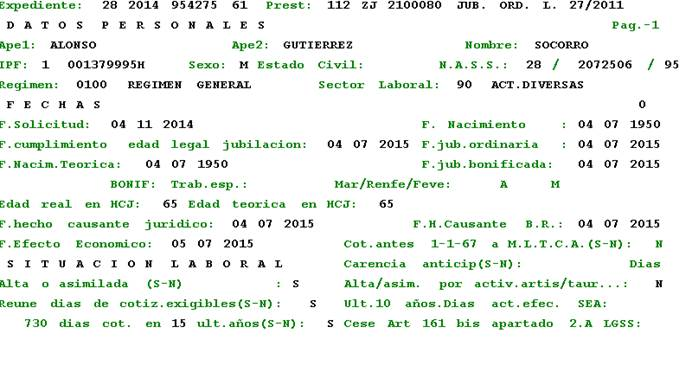 Expediente: 28 2014 954275 61 Prest: 112 ZJ 2100080 JUB. ORD. L. 27/2011
D A T O S P E R S O N A L E S Pag.-1
Ape1: ALONSO Ape2: GUTIERREZ Nombre: SOCORRO
IPF: 1 001379995H Sexo: M Estado Civil: N.A.S.S.: 28 / 2072506 / 95
Regimen: 0100 REGIMEN GENERAL Sector Laboral: 90 ACT.DIVERSAS
F E C H A S 0
F.Solicitud: 04 11 2014 F. Nacimiento : 04 07 1950
F.cumplimiento edad legal jubilacion: 04 07 2015 F.jub.ordinaria : 04 07 2015
F.Nacim.Teorica: 04 07 1950 F.jub.bonificada: 04 07 2015
BONIF: Trab.esp.: Mar/Renfe/Feve: A M
Edad real en HCJ: 65 Edad teorica en HCJ: 65
F.hecho causante juridico: 04 07 2015 F.H.Causante B.R.: 04 07 2015
F.Efecto Economico: 05 07 2015 Cot.antes 1-1-67 a M.L.T.C.A.(S-N): N
S I T U A C I O N L A B O R A L Carencia anticip(S-N): Dias
Alta o asimilada (S-N) : S Alta/asim. por activ.artis/taur...: N
Reune dias de cotiz.exigibles(S-N): S Ult.10 años.Dias act.efec. SEA:
730 dias cot. en 15 ult.años(S-N): S Cese Art 161 bis apartado 2.A LGSS: